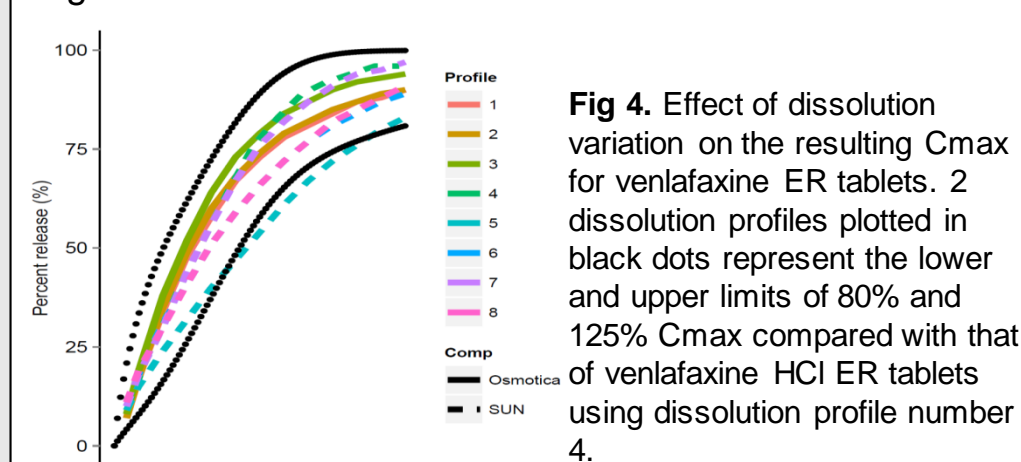 100
75
50
25
0
Percent release (%)
Profile
1
2
3
4
5
6
7
8
Comp
Osmotica
SUN
Fig 4. Effect of dissolution
variation on the resulting Cmax
for venlafaxine ER tablets. 2
dissolution profiles plotted in
black dots represent the lower
and upper limits of 80% and
125% Cmax compared with that
of venlafaxine HCl ER tablets
using dissolution profile number
4.